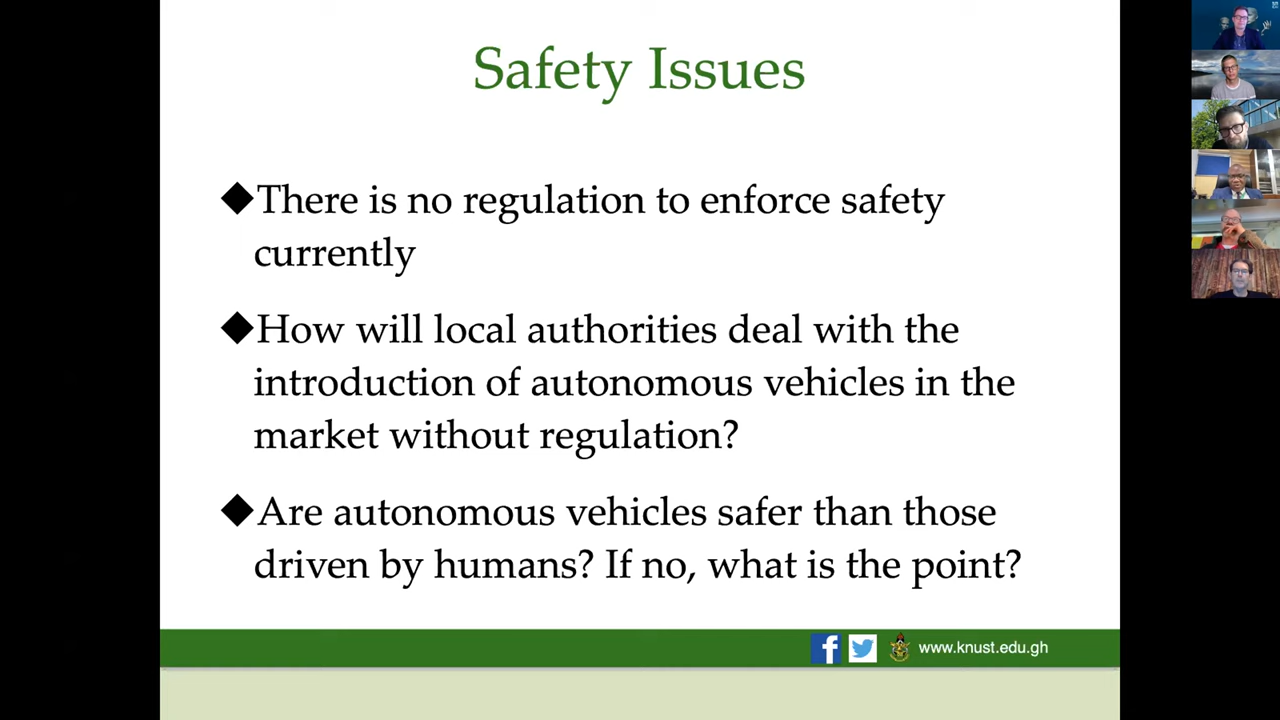 Safety Issues
◆There is no regulation to enforce safety
currently
◆How will local authorities deal with the
introduction of autonomous vehicles in the
market without regulation?
◆Are autonomous vehicles safer than those
driven by humans? If no, what is the point?
www.knust.edu.gh